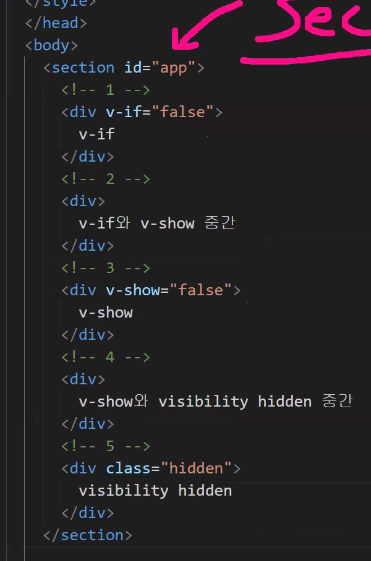 </style>
</head>
<body>
<section id="app">
<!-- 1 -->
<div v-if="false">
v-if
</div>
<!-- 2 -->
<div>
v-if와 v-show 중간
</div>
<!-- 3 -->
<div v-show="false">
v-show
</div>
<!-- 4 -->
<div>
v-show와 visibility hidden 중간
</div>
<!-- 5 -->
<div class="hidden">
visibility hidden
</div>
</section>